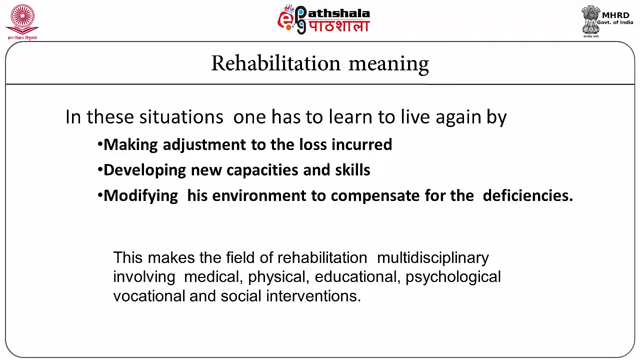 Pathshala
पाठशाला
MHRD
Govt. of India
Rehabilitation meaning
In these situations one has to learn to live again by
•Making adjustment to the loss incurred
•Developing new capacities and skills
•Modifying his environment to compensate for the deficiencies.
This makes the field of rehabilitation multidisciplinary
involving medical, physical, educational, psychological
vocational and social interventions.